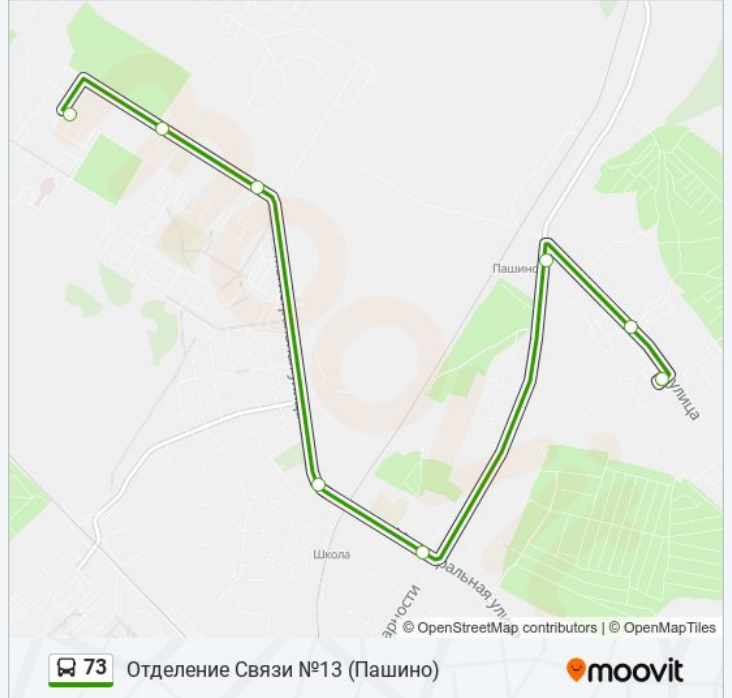 Пашино
улица
Школа
© OpenStreetMap contributors | © OpenMapTiles
73 Отделение Связи №13 (Пашино)
moovit